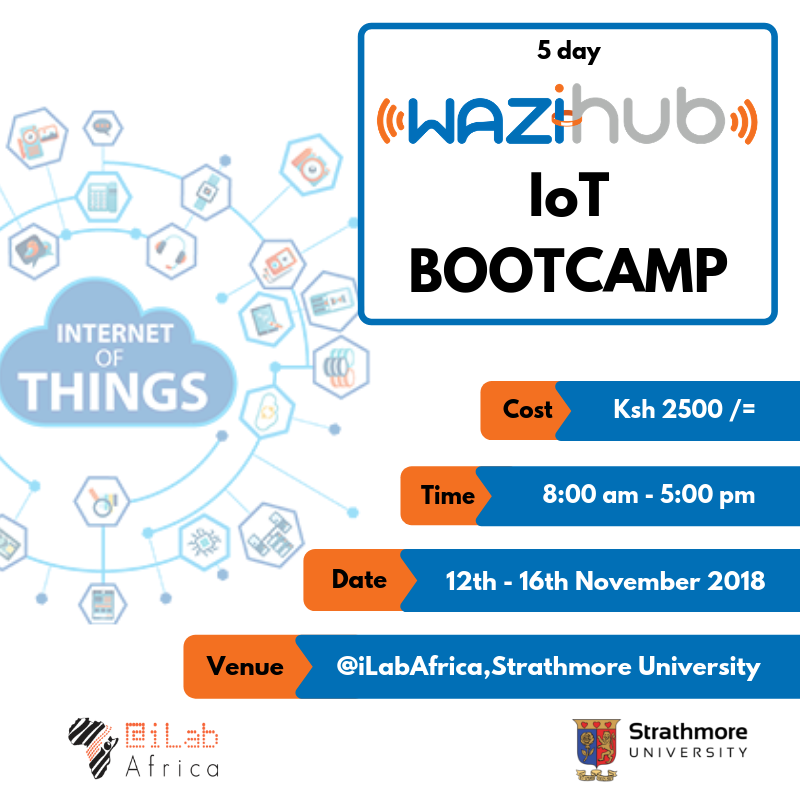 5 day
wazihub
IoT
BOOTCAMP
INTERNET
OF
THINGS
Cost
Ksh 2500 /=
Time
8:00 am - 5:00 pm
Date
12th - 16th November 2018
Venue
@iLabAfrica,Strathmore University
@iLab
Africa
Strathmore
UNIVERSITY